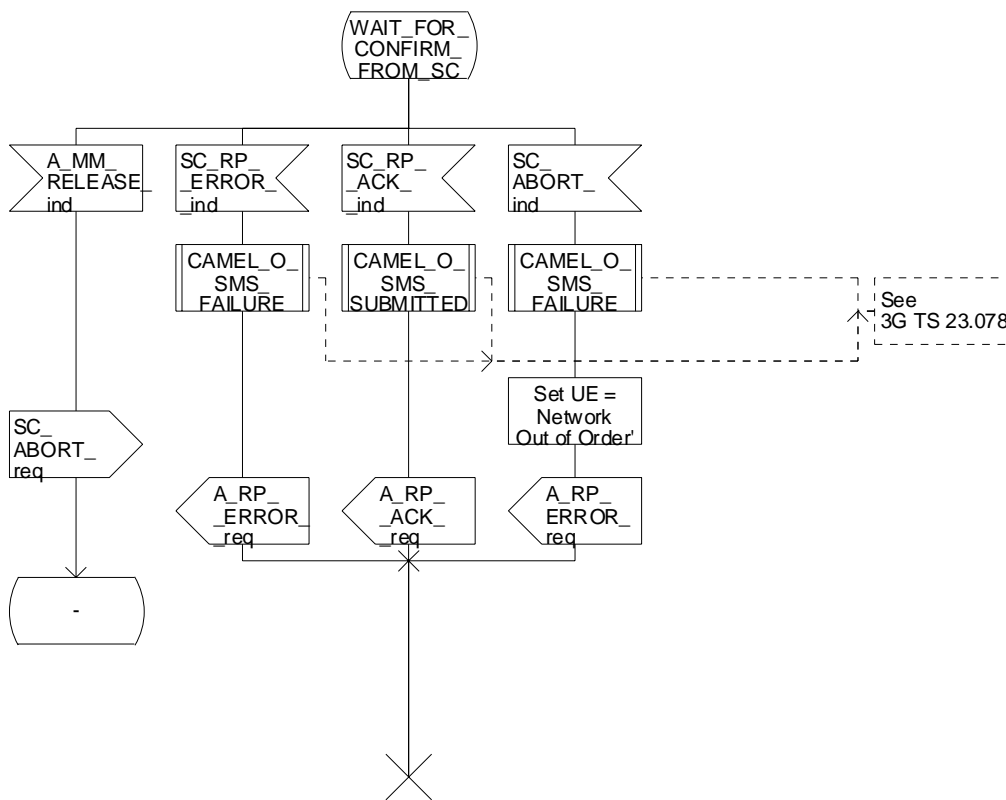 WAIT_FOR_
CONFIRM_
FROM_SC
A_MM_
RELEASE_
ind
SC_RP_
_ERROR_
_ind
SC_RP_
_ACK_
_ind
SC_
ABORT_
ind
CAMEL_O_
SMS_
FAILURE
CAMEL_O_
SMS_
SUBMITTED
CAMEL_O_
SMS_
FAILURE
See
3G TS 23.078
Set UE =
Network
Out of Order'
SC_
ABORT_
req
A_RP_
_ERROR_
_req
A_RP_
_ACK_
_req
A_RP_
ERROR_
req
-